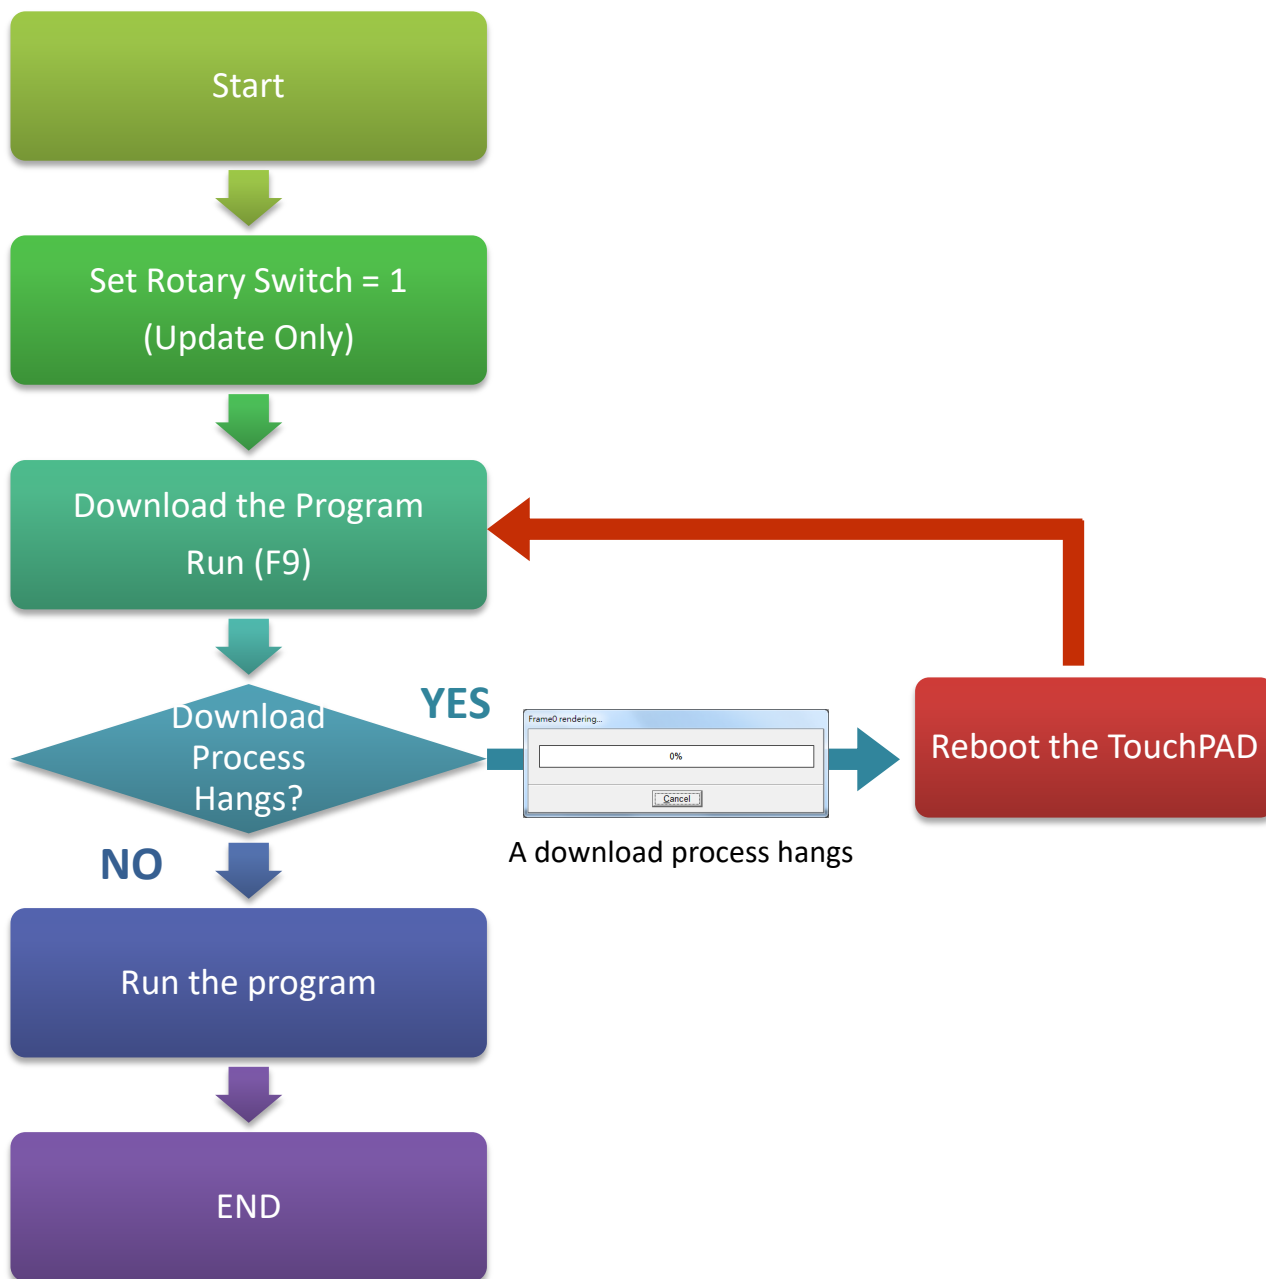 Start
Set Rotary Switch = 1
(Update Only)
Download the Program
Run (F9)
Download
Process
Hangs?
YES
Frame0 rendering...
0%
Cancel
A download process hangs
Reboot the TouchPAD
NO
Run the program
END